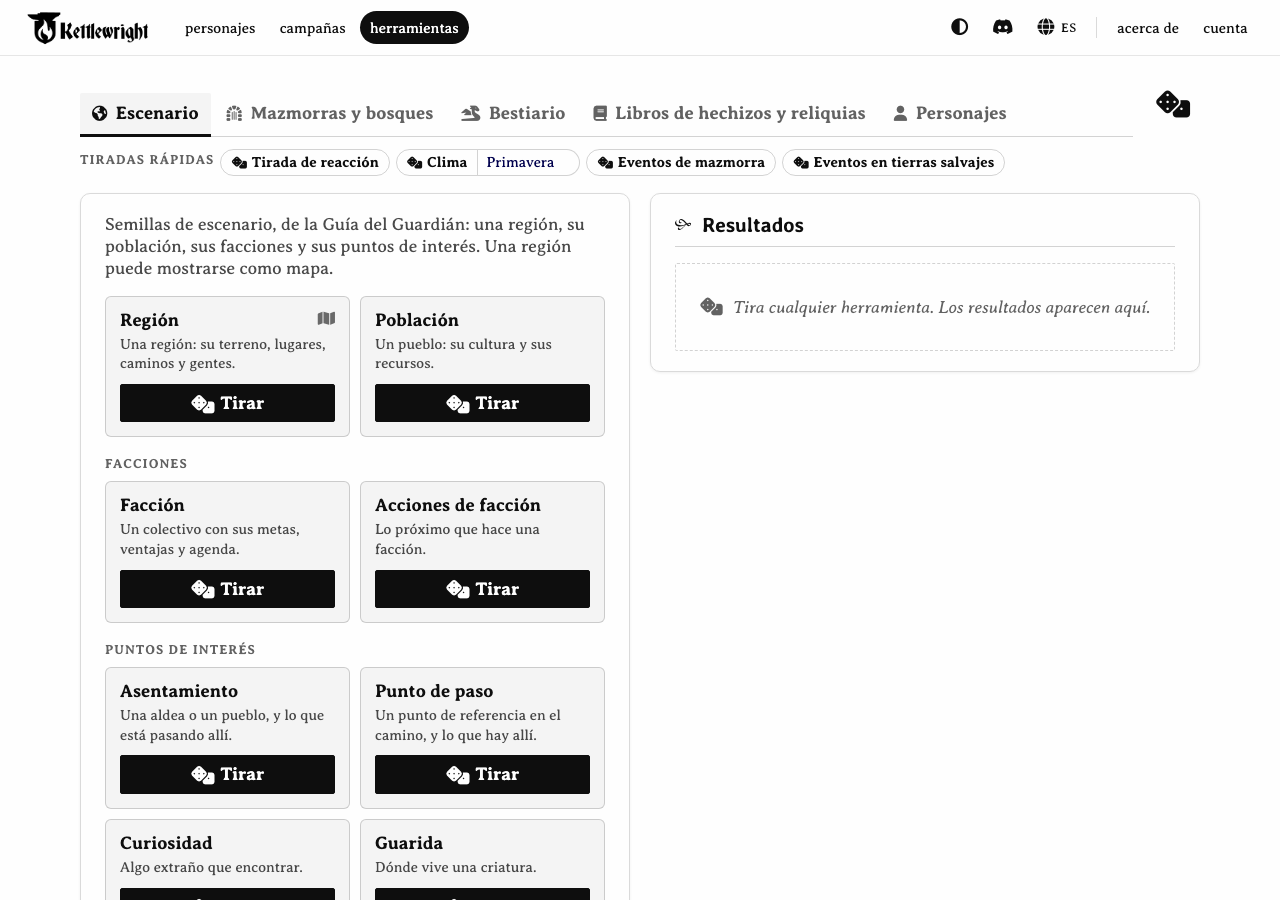 Kettlewright
personajes campañas herramientas
ES acerca de cuenta
Escenario Mazmorras y bosques Bestiario Libros de hechizos y reliquias Personajes
TIRADAS RÁPIDAS Tirada de reacción Clima Primavera Eventos de mazmorra Eventos en tierras salvajes
Semillas de escenario, de la Guía del Guardián: una región, su
población, sus facciones y sus puntos de interés. Una región
puede mostrarse como mapa.
Región
Una región: su terreno, lugares,
caminos y gentes.
Tirar
Población
Un pueblo: su cultura y sus
recursos.
Tirar
FACCIONES
Facción
Un colectivo con sus metas,
ventajas y agenda.
Tirar
Acciones de facción
Lo próximo que hace una
facción.
Tirar
PUNTOS DE INTERÉS
Asentamiento
Una aldea o un pueblo, y lo que
está pasando allí.
Tirar
Punto de paso
Un punto de referencia en el
camino, y lo que hay allí.
Tirar
Curiosidad
Algo extraño que encontrar.
Guarida
Dónde vive una criatura.
Resultados
Tira cualquier herramienta. Los resultados aparecen aquí.